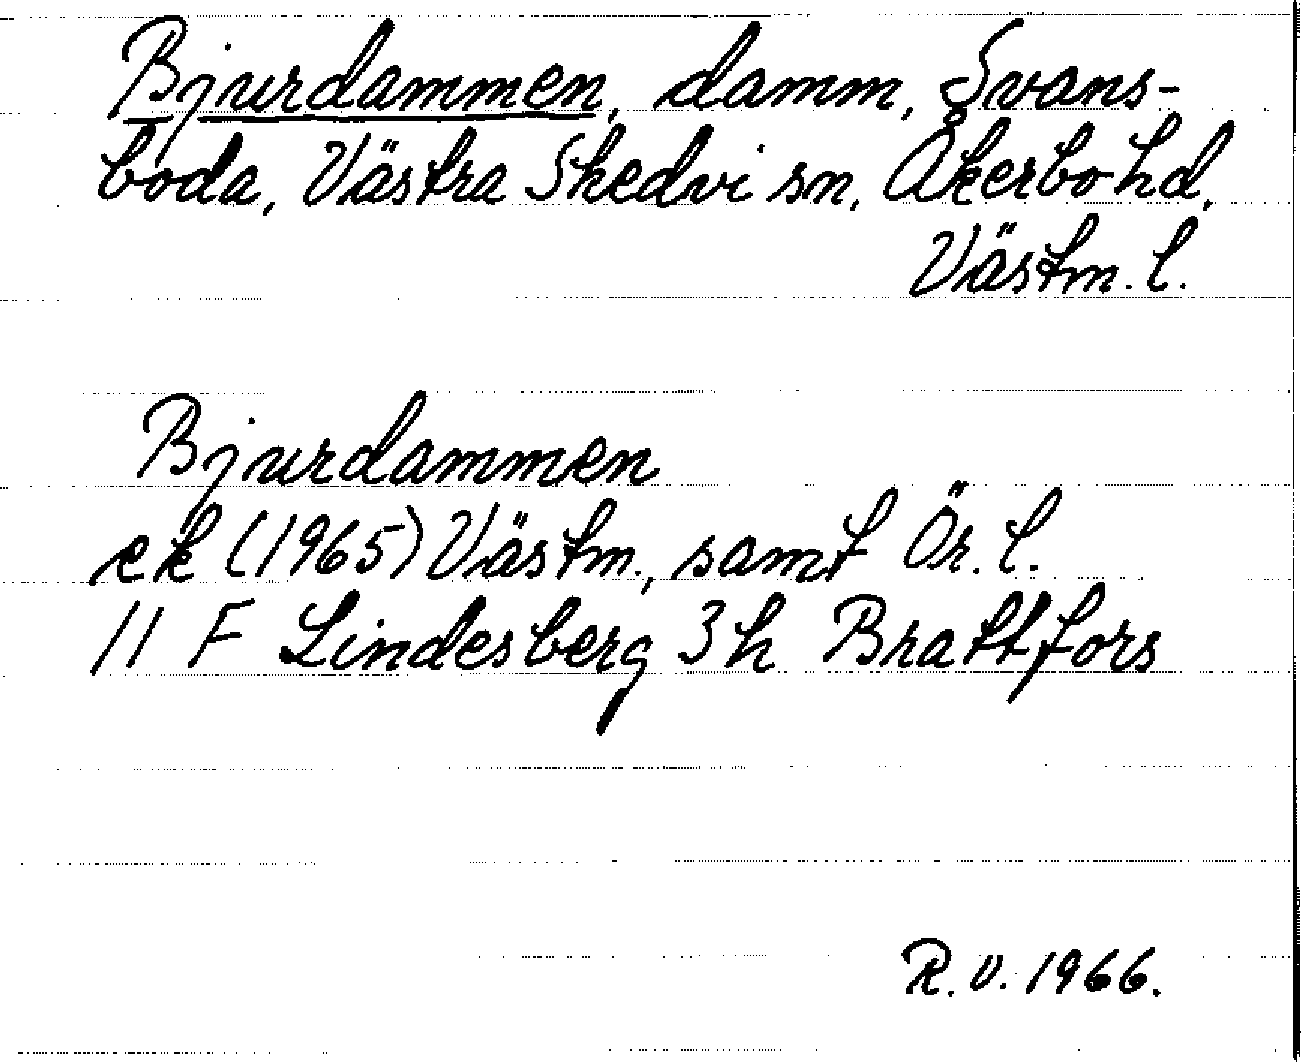 Bjurdammen, damm, Svans-
boda, Västra Skedvi sn, Åkerbo hd,
Västm. l.
Bjurdammen
ek (1965) Västm., samt Ör. l.
11 F Lindesberg 3h Brattfors
R. V. 1966.